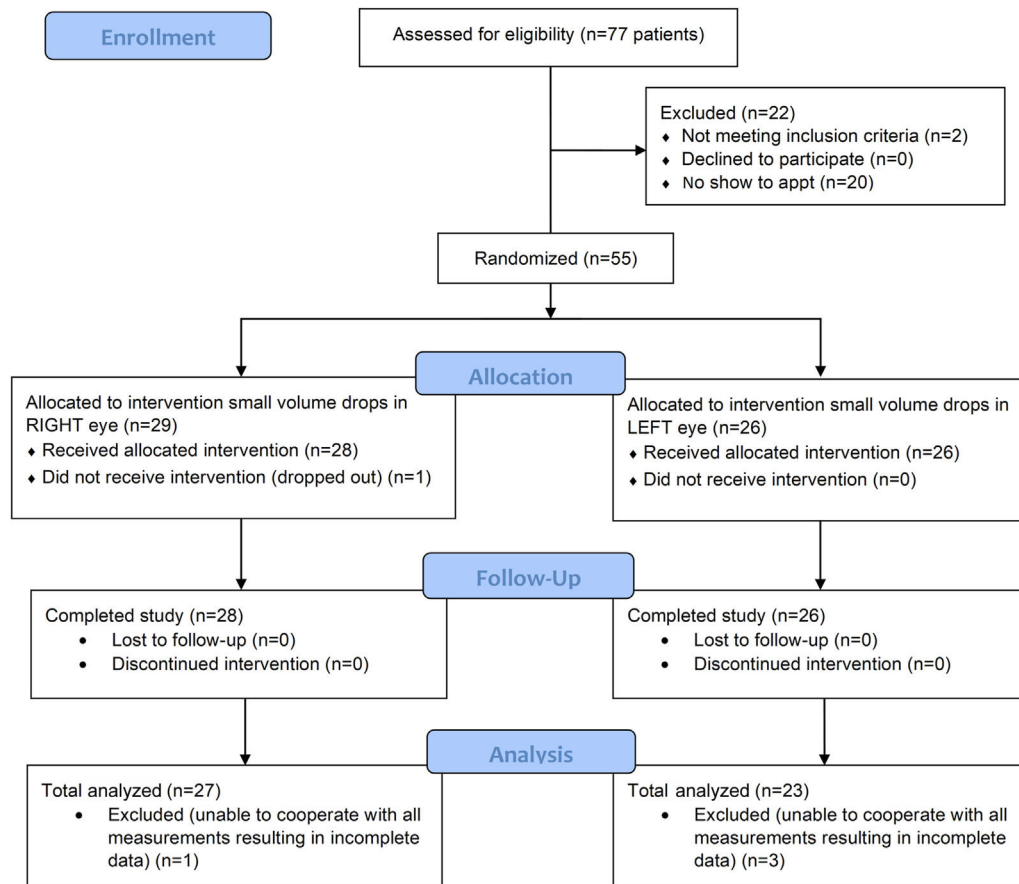 Enrollment
Assessed for eligibility (n=77 patients)
Excluded (n=22)
♦ Not meeting inclusion criteria (n=2)
♦ Declined to participate (n=0)
♦ No show to appt (n=20)
Randomized (n=55)
Allocation
Allocated to intervention small volume drops in
RIGHT eye (n=29)
♦ Received allocated intervention (n=28)
♦ Did not receive intervention (dropped out) (n=1)
Allocated to intervention small volume drops in
LEFT eye (n=26)
♦ Received allocated intervention (n=26)
♦ Did not receive intervention (n=0)
Follow-Up
Completed study (n=28)
• Lost to follow-up (n=0)
• Discontinued intervention (n=0)
Completed study (n=26)
• Lost to follow-up (n=0)
• Discontinued intervention (n=0)
Analysis
Total analyzed (n=27)
• Excluded (unable to cooperate with all
measurements resulting in incomplete
data) (n=1)
Total analyzed (n=23)
• Excluded (unable to cooperate with all
measurements resulting in incomplete
data) (n=3)